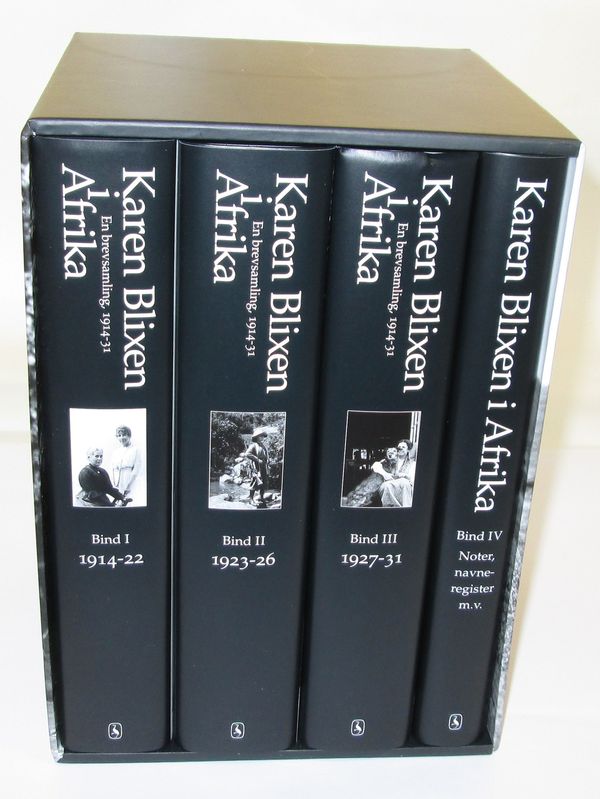 Karen Blixen
i
Afrika
En brevsamling, 1914-31
Bind I
1914-22
Karen Blixen
i
Afrika
En brevsamling, 1914-31
Bind II
1923-26
Karen Blixen
i
Afrika
En brevsamling, 1914-31
Bind III
1927-31
Karen Blixen i Afrika
Bind IV
Noter,
navne-
register
m.v.